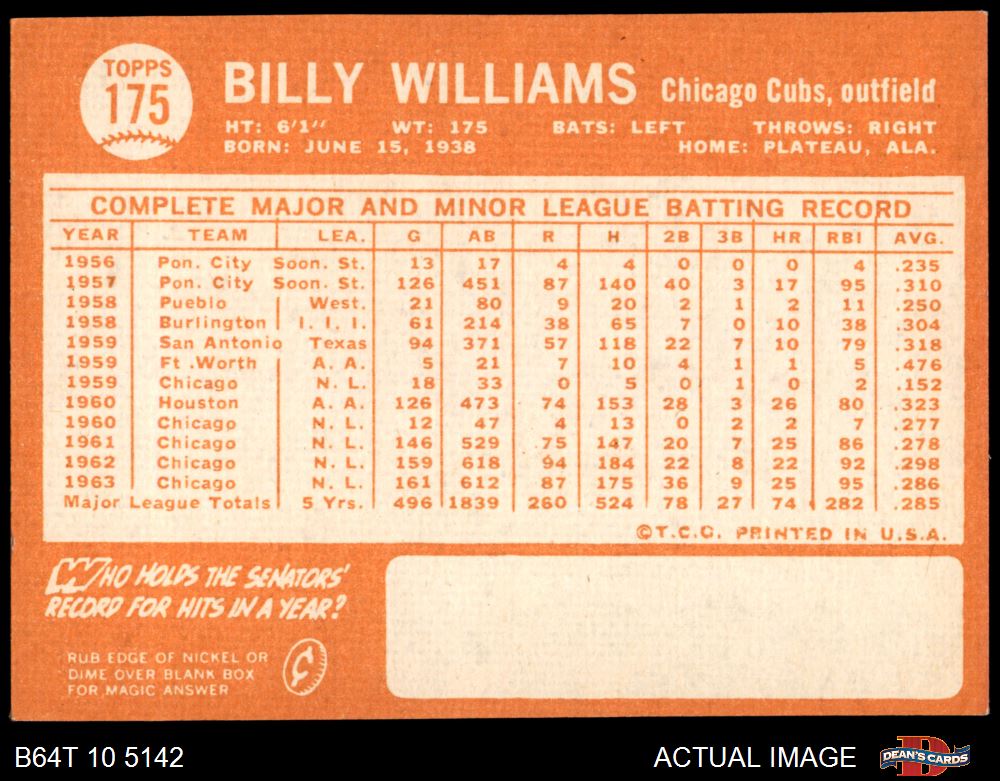 TOPPS
175
BILLY WILLIAMS Chicago Cubs, outfield
HT: 6'1" WT: 175 BATS: LEFT THROWS: RIGHT
BORN: JUNE 15, 1938 HOME: PLATEAU, ALA.
COMPLETE MAJOR AND MINOR LEAGUE BATTING RECORD
YEAR TEAM LEA. G AB R H 2B 3B HR RBI AVG.
1956 Pon. City Soon. St. 13 17 4 4 0 0 0 4 .235
1957 Pon. City Soon. St. 126 451 87 140 40 3 17 95 .310
1958 Pueblo West. 21 80 9 20 2 1 2 11 .250
1958 Burlington I. I. I. 61 214 38 65 7 0 10 38 .304
1959 San Antonio Texas 94 371 57 118 22 7 10 79 .318
1959 Ft .Worth A. A. 5 21 7 10 4 1 1 5 .476
1959 Chicago N. L. 18 33 0 5 0 1 0 2 .152
1960 Houston A. A. 126 473 74 153 28 3 26 80 .323
1960 Chicago N. L. 12 47 4 13 0 2 2 7 .277
1961 Chicago N. L. 146 529 75 147 20 7 25 86 .278
1962 Chicago N. L. 159 618 94 184 22 8 22 92 .298
1963 Chicago N. L. 161 612 87 175 36 9 25 95 .286
Major League Totals 5 Yrs. 496 1839 260 524 78 27 74 282 .285
©T.C.G. PRINTED IN U.S.A.
WHO HOLDS THE SENATORS'
RECORD FOR HITS IN A YEAR?
RUB EDGE OF NICKEL OR
DIME OVER BLANK BOX
FOR MAGIC ANSWER
¢
B64T 10 5142 ACTUAL IMAGE DEAN'S CARDS